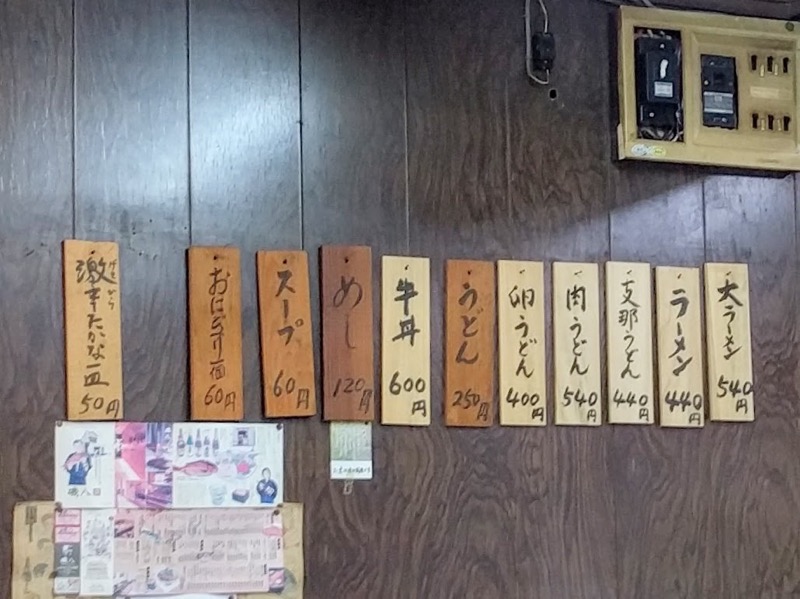 大ラーメン 540円
ラーメン 440円
支那うどん 440円
肉うどん 540円
卵うどん 400円
うどん 250円
牛丼 600円
めし 120円
スープ 60円
おにぎり一個 60円
激辛たかな一皿 50円
げきから
磯八目